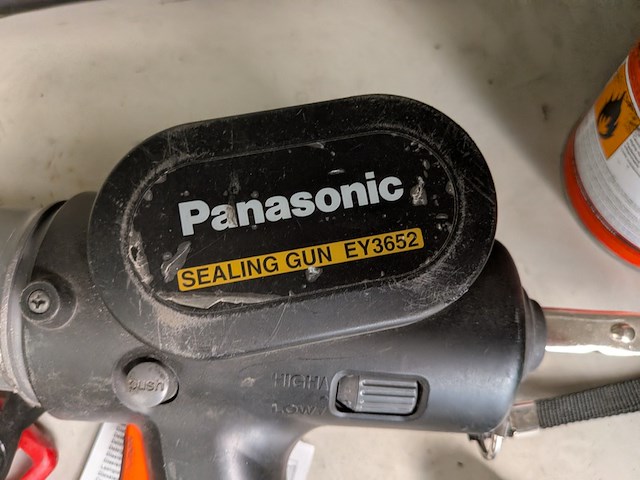 Panasonic
SEALING GUN EY3652
push
HIGH
LOW